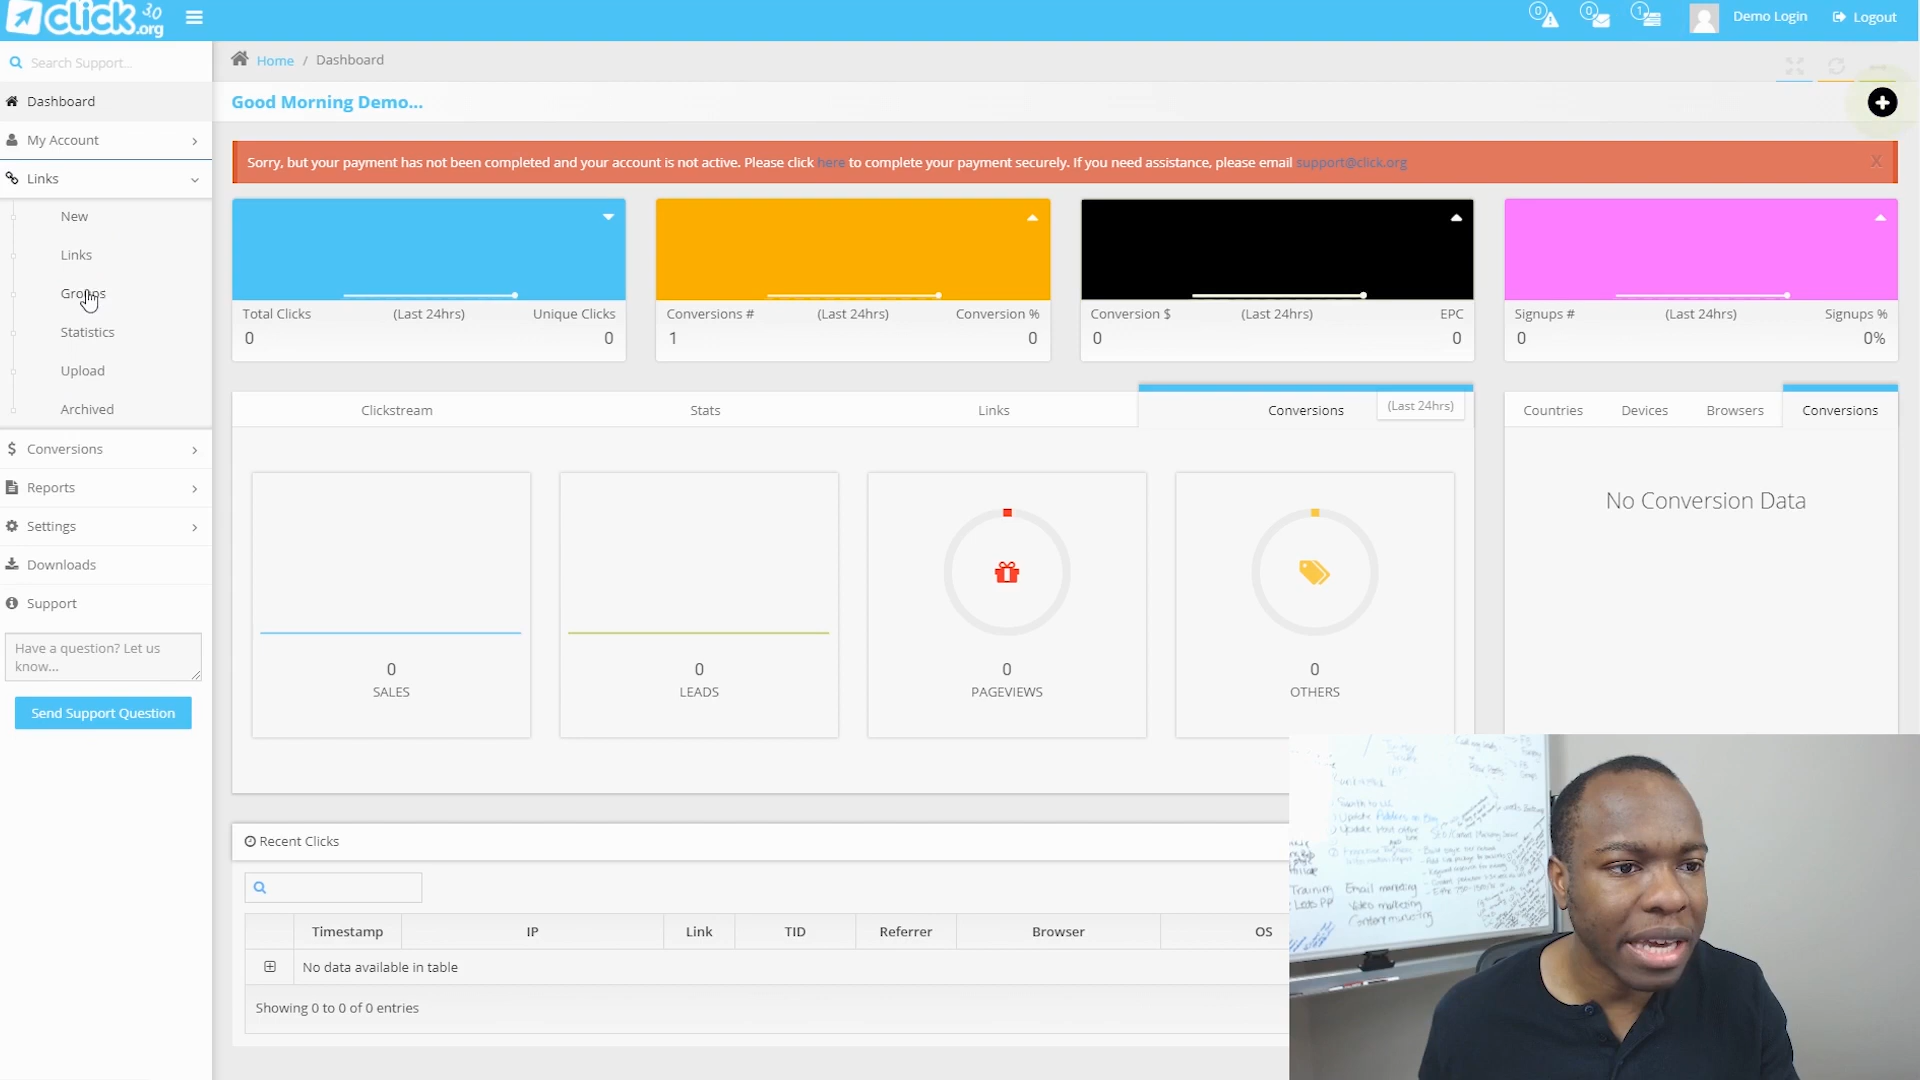 click 3.0
.org
0
0
1
Demo Login
Logout
Search Support...
Home / Dashboard
Dashboard
Good Morning Demo...
My Account
Sorry, but your payment has not been completed and your account is not active. Please click here to complete your payment securely. If you need assistance, please email support@click.org
X
Links
New
Links
Groups
Statistics
Upload
Archived
Conversions
Reports
Settings
Downloads
Support
Have a question? Let us
know...
Send Support Question
Total Clicks (Last 24hrs) Unique Clicks
0 0
Conversions # (Last 24hrs) Conversion %
1 0
Conversion $ (Last 24hrs) EPC
0 0
Signups # (Last 24hrs) Signups %
0 0%
Clickstream Stats Links Conversions (Last 24hrs)
Countries Devices Browsers Conversions
No Conversion Data
0
SALES
0
LEADS
0
PAGEVIEWS
0
OTHERS
Recent Clicks
Timestamp IP Link TID Referrer Browser OS
No data available in table
Showing 0 to 0 of 0 entries
Training
Email marketing
Video marketing
Content marketing